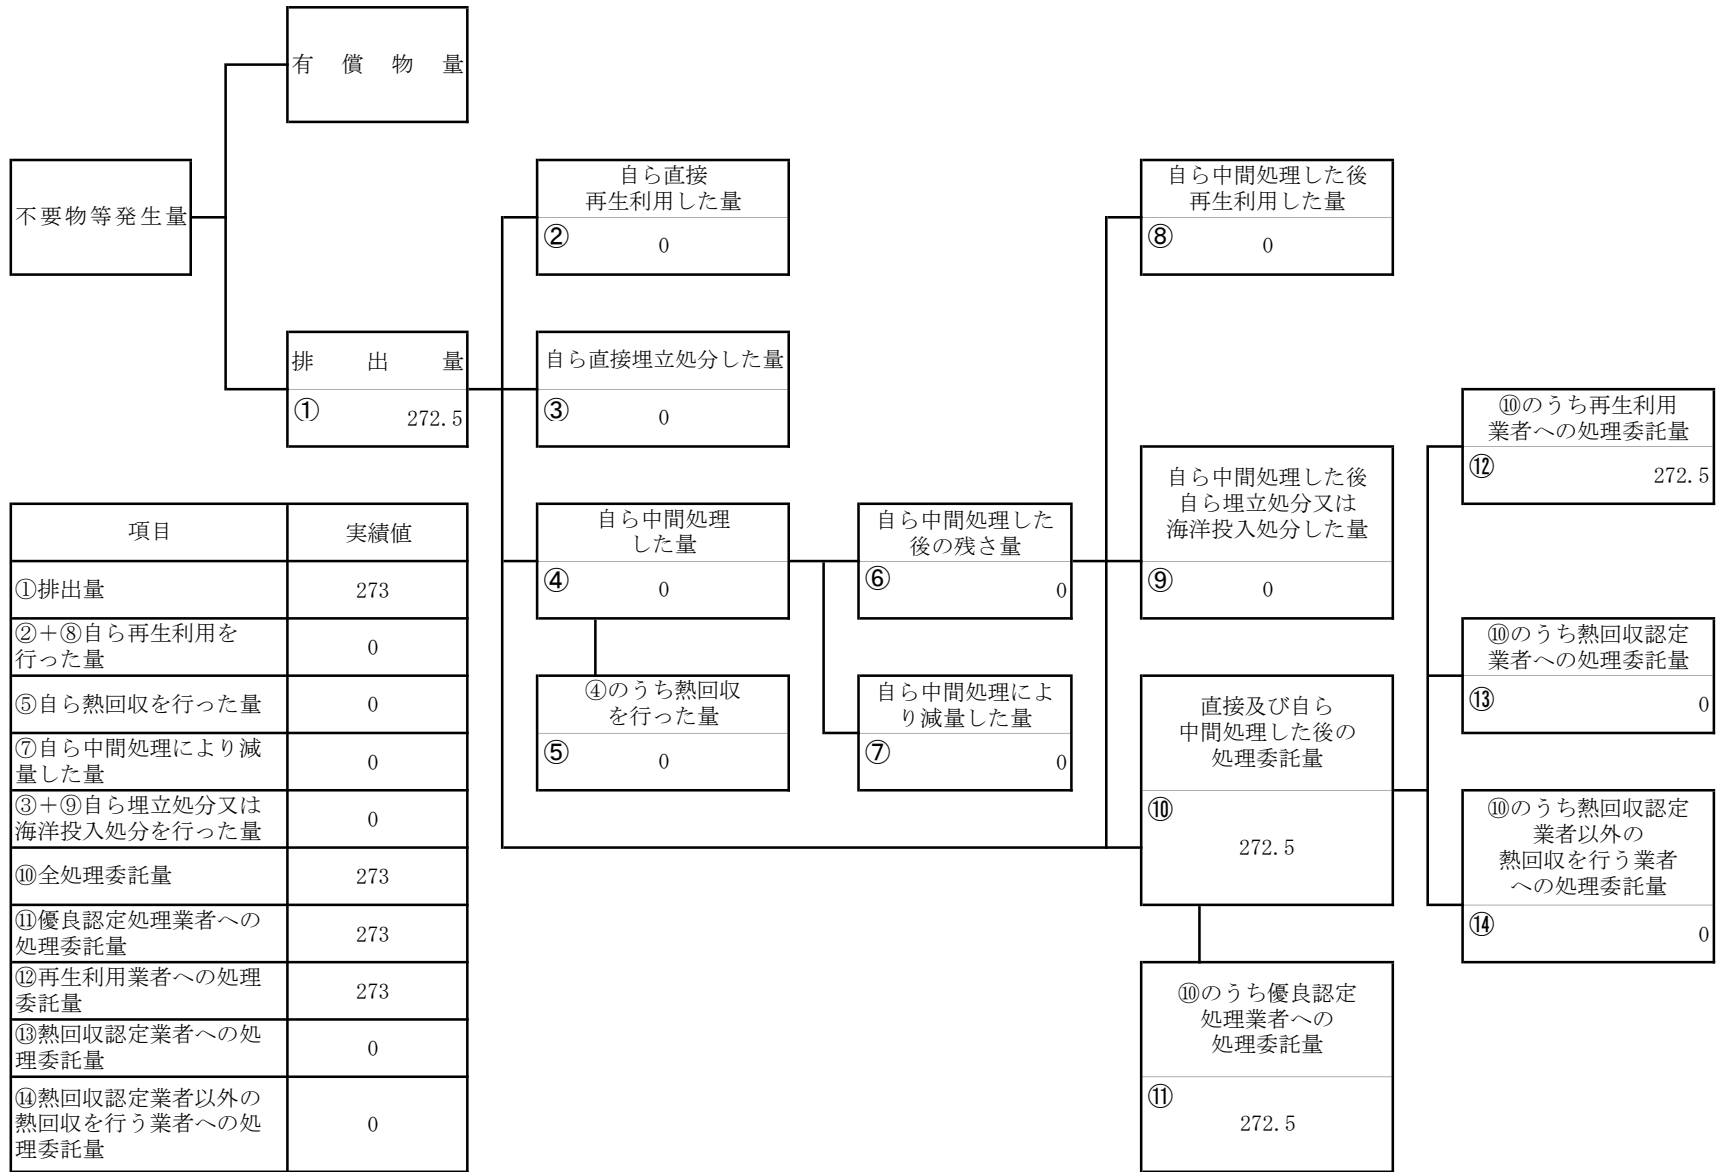 有償物量
不要物等発生量
排出量
①
272.5
自ら直接
再生利用した量
②
0
自ら直接埋立処分した量
③
0
自ら中間処理
した量
④
0
④のうち熱回収
を行った量
⑤
0
自ら中間処理した
後の残さ量
⑥
0
自ら中間処理によ
り減量した量
⑦
0
自ら中間処理した後
再生利用した量
⑧
0
自ら中間処理した後
自ら埋立処分又は
海洋投入処分した量
⑨
0
直接及び自ら
中間処理した後の
処理委託量
⑩
272.5
⑩のうち優良認定
処理業者への
処理委託量
⑪
272.5
⑩のうち再生利用
業者への処理委託量
⑫
272.5
⑩のうち熱回収認定
業者への処理委託量
⑬
0
⑩のうち熱回収認定
業者以外の
熱回収を行う業者
への処理委託量
⑭
0
項目 実績値
①排出量 273
②+⑧自ら再生利用を
行った量 0
⑤自ら熱回収を行った量 0
⑦自ら中間処理により減
量した量 0
③+⑨自ら埋立処分又は
海洋投入処分を行った量 0
⑩全処理委託量 273
⑪優良認定処理業者への
処理委託量 273
⑫再生利用業者への処理
委託量 273
⑬熱回収認定業者への処
理委託量 0
⑭熱回収認定業者以外の
熱回収を行う業者への処
理委託量 0